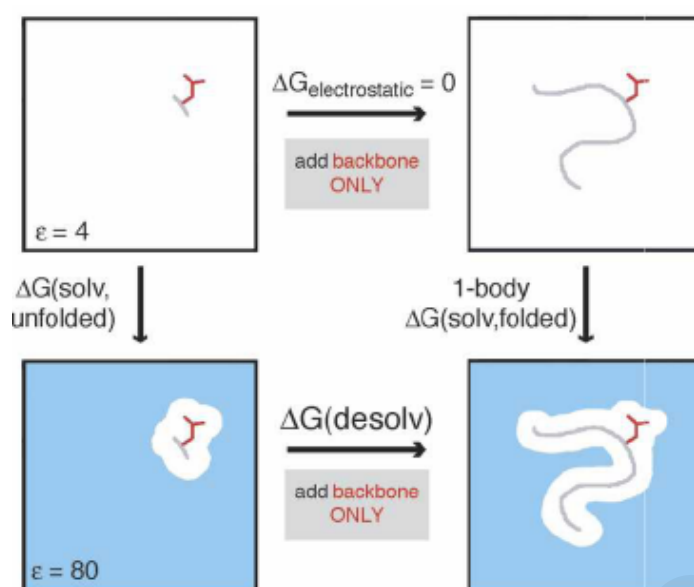 ΔGelectrostatic = 0
add backbone
ONLY
ε = 4
ΔG(solv,
unfolded)
1-body
ΔG(solv,folded)
ΔG(desolv)
add backbone
ONLY
ε = 80